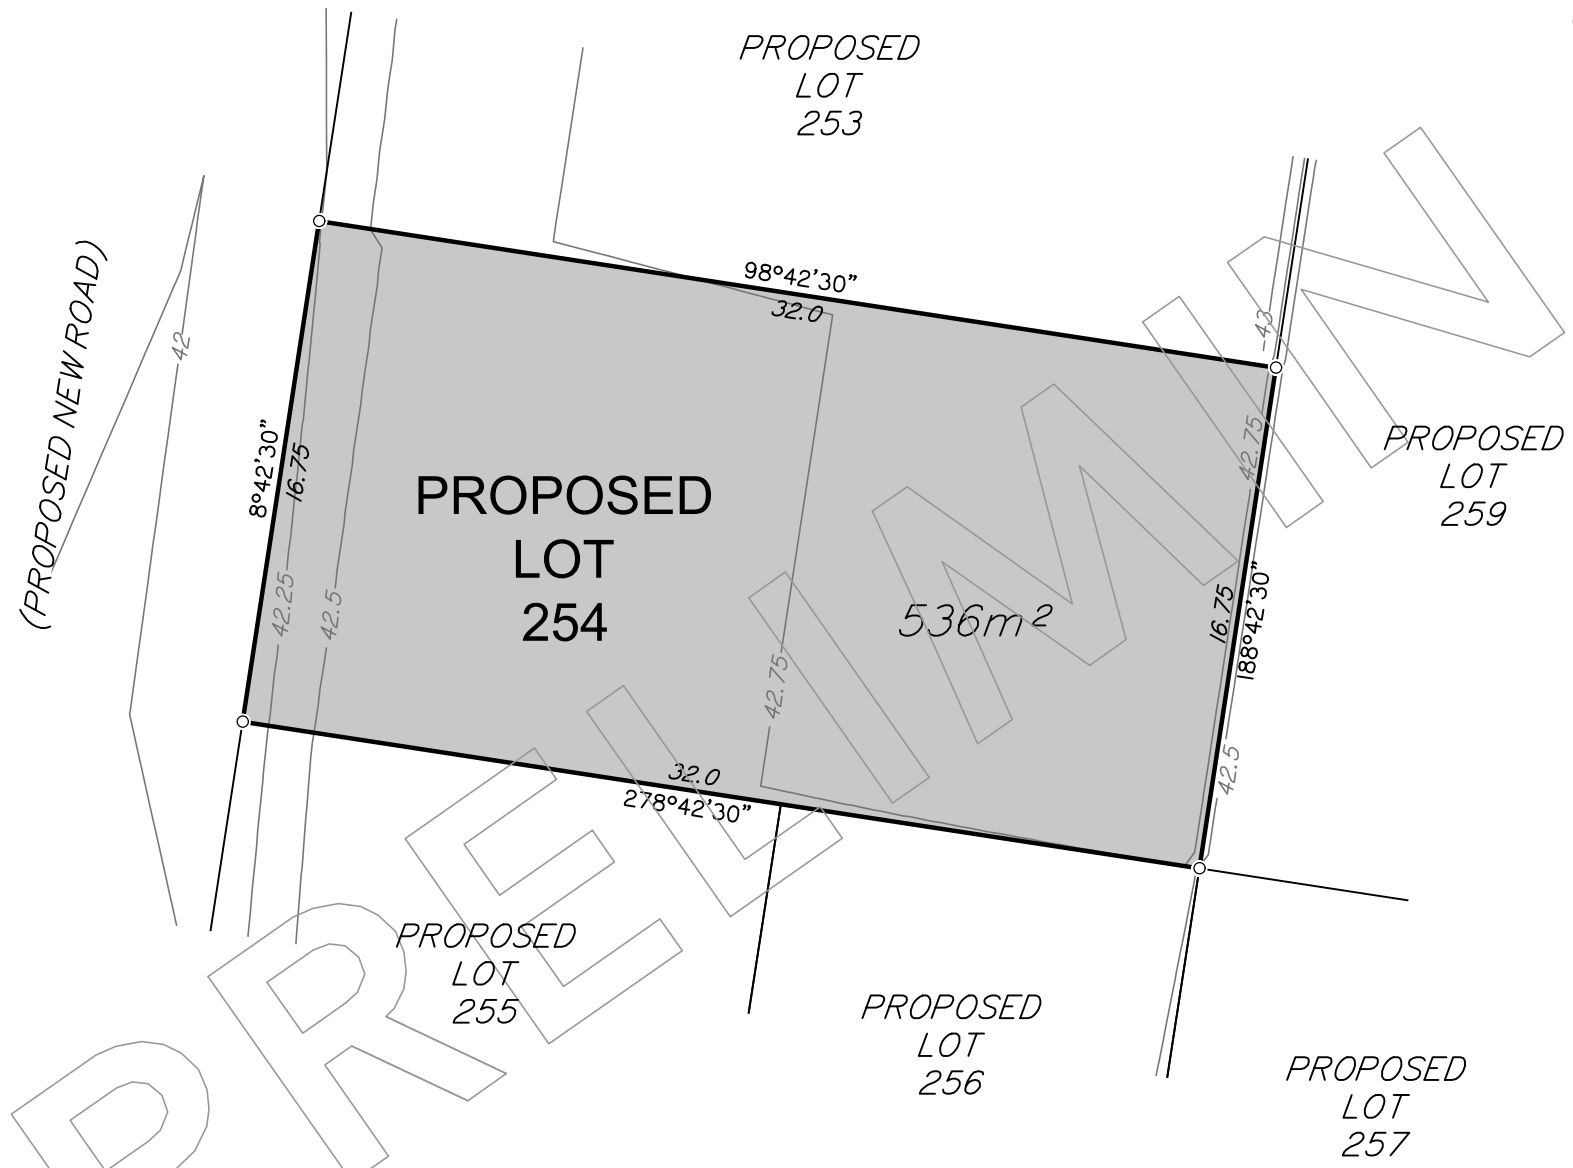 PROPOSED
LOT
253
(PROPOSED NEW ROAD)
42
98°42'30"
32.0
43
42.75
PROPOSED
LOT
259
8°42'30"
16.75
PROPOSED
LOT
254
42.25
42.5
536m²
16.75
188°42'30"
42.75
42.5
32.0
278°42'30"
PROPOSED
LOT
255
PROPOSED
LOT
256
PROPOSED
LOT
257
PRELIMIN